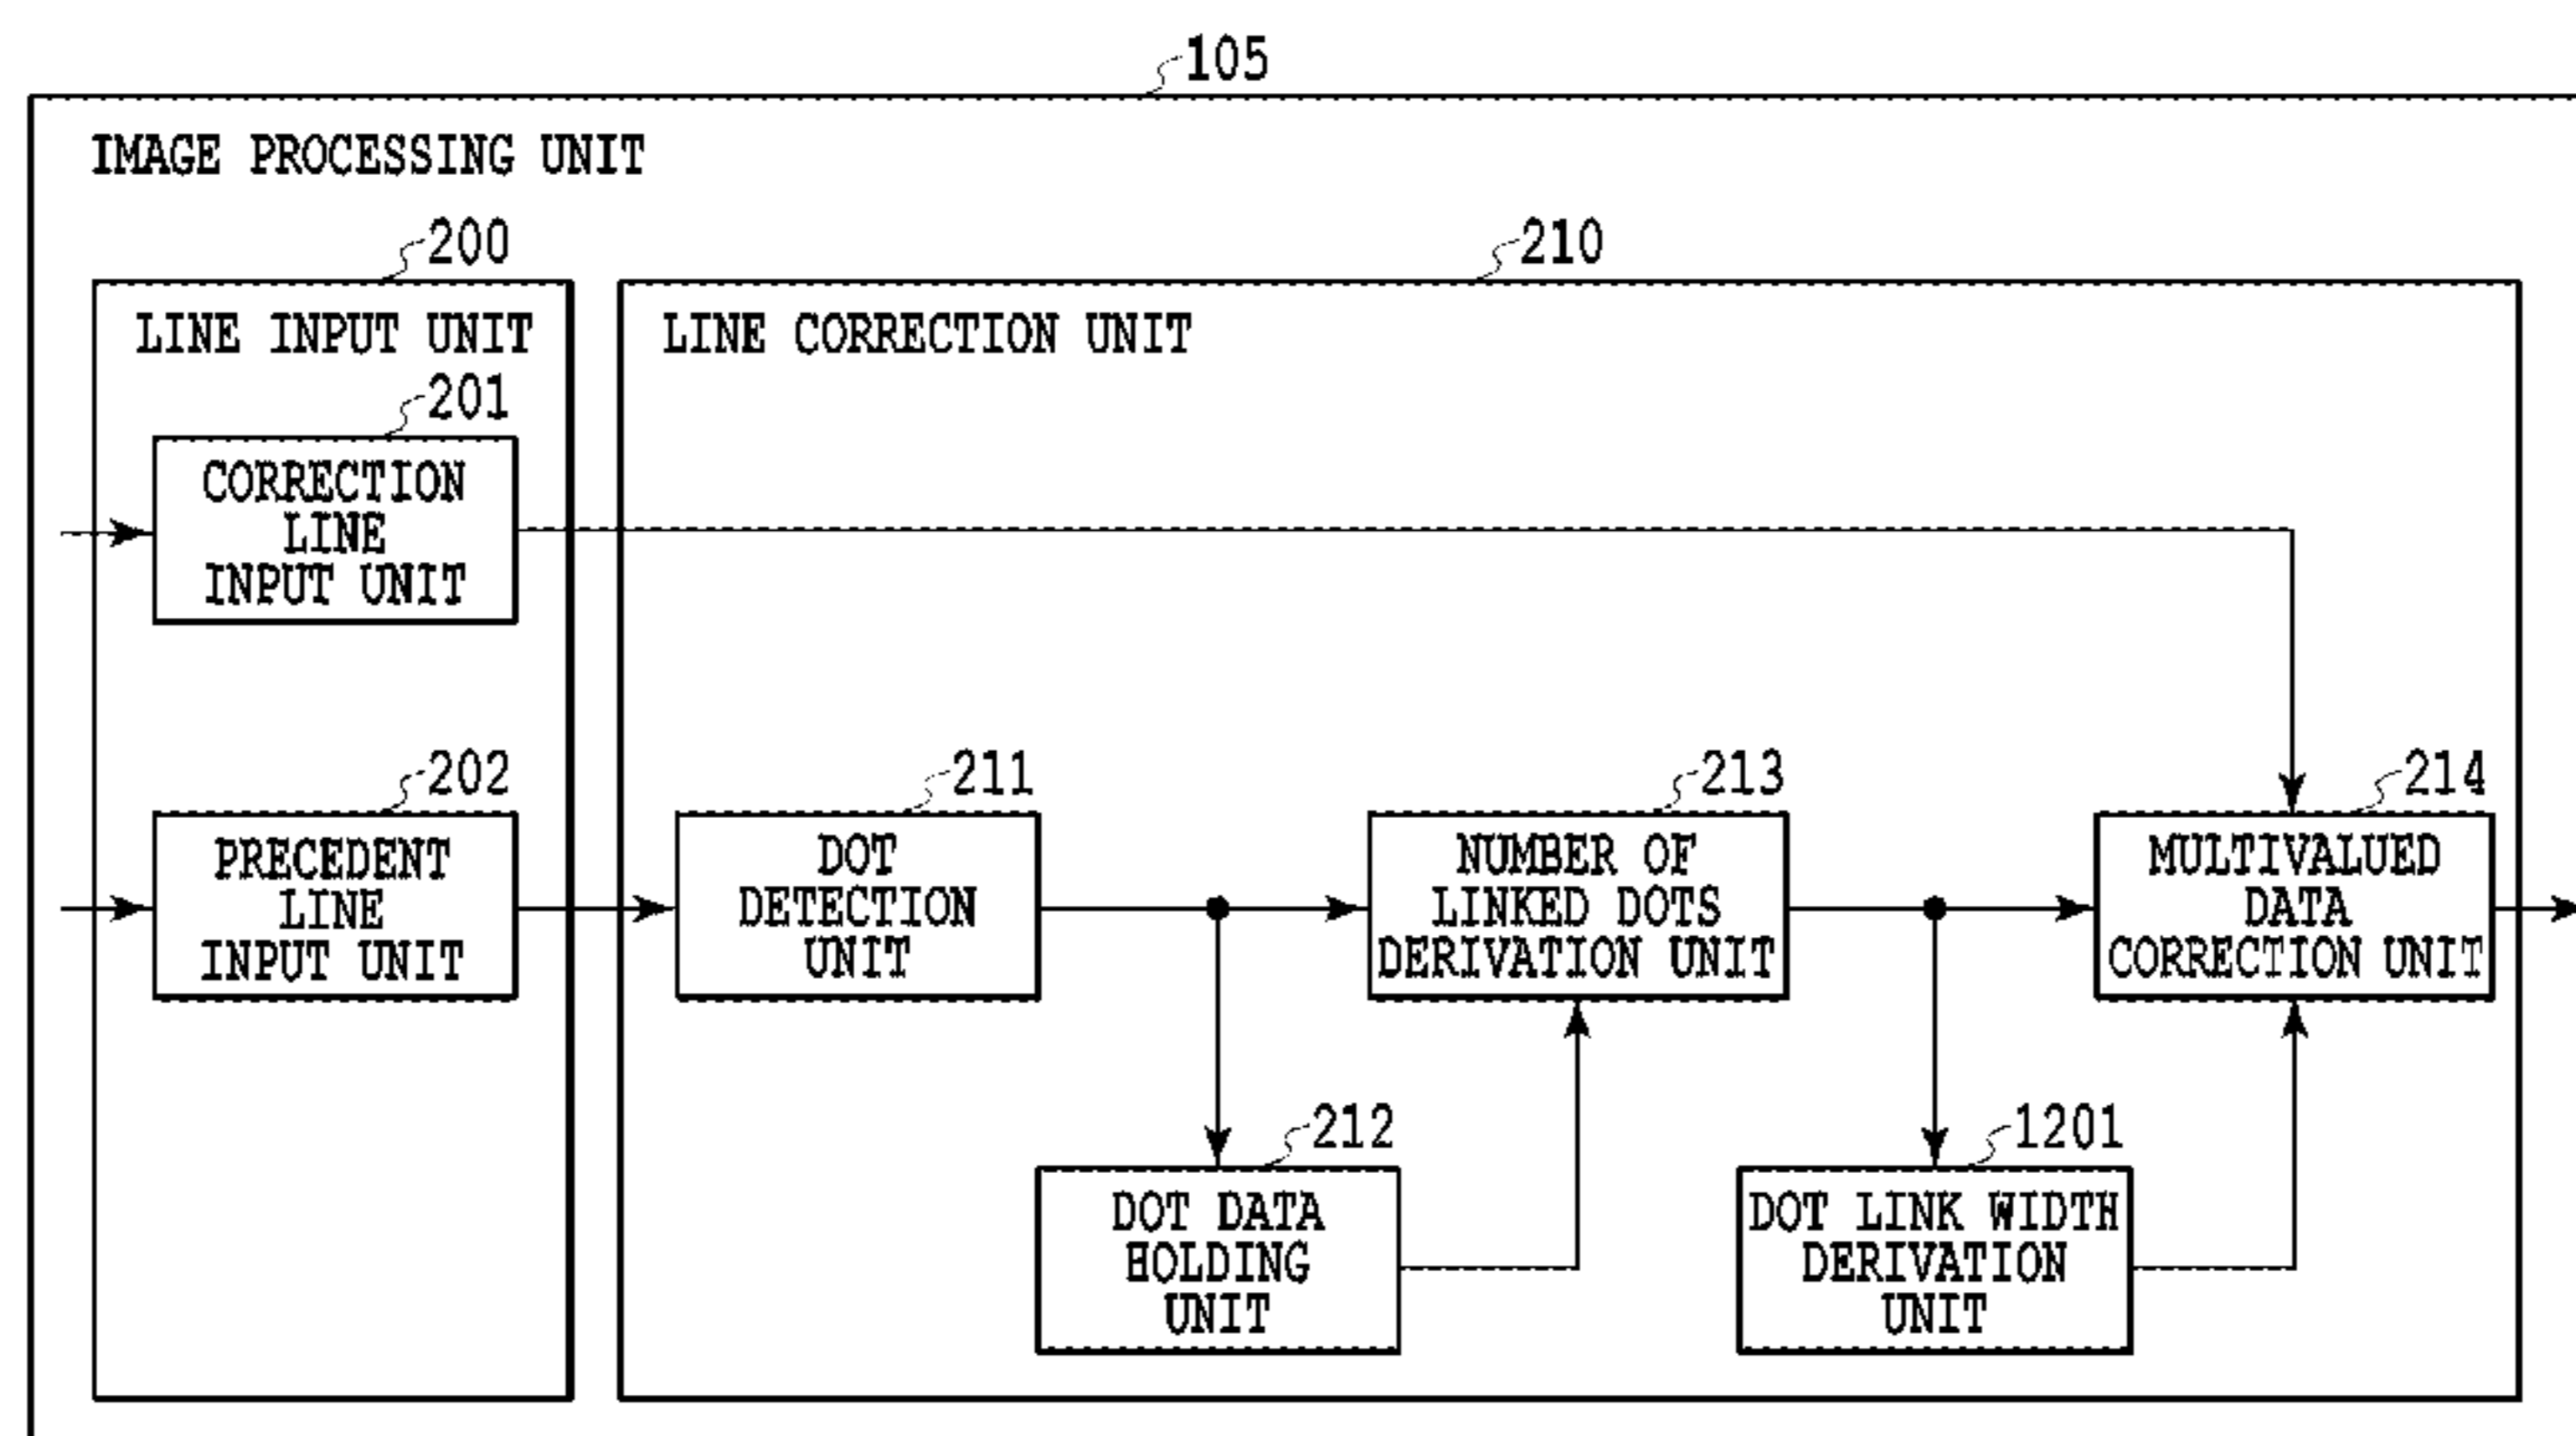 105
IMAGE PROCESSING UNIT
200
210
LINE INPUT UNIT
LINE CORRECTION UNIT
201
CORRECTION
LINE
INPUT UNIT
202
211
213
214
PRECEDENT
LINE
INPUT UNIT
DOT
DETECTION
UNIT
NUMBER OF
LINKED DOTS
DERIVATION UNIT
MULTIVALUED
DATA
CORRECTION UNIT
212
1201
DOT DATA
HOLDING
UNIT
DOT LINK WIDTH
DERIVATION
UNIT